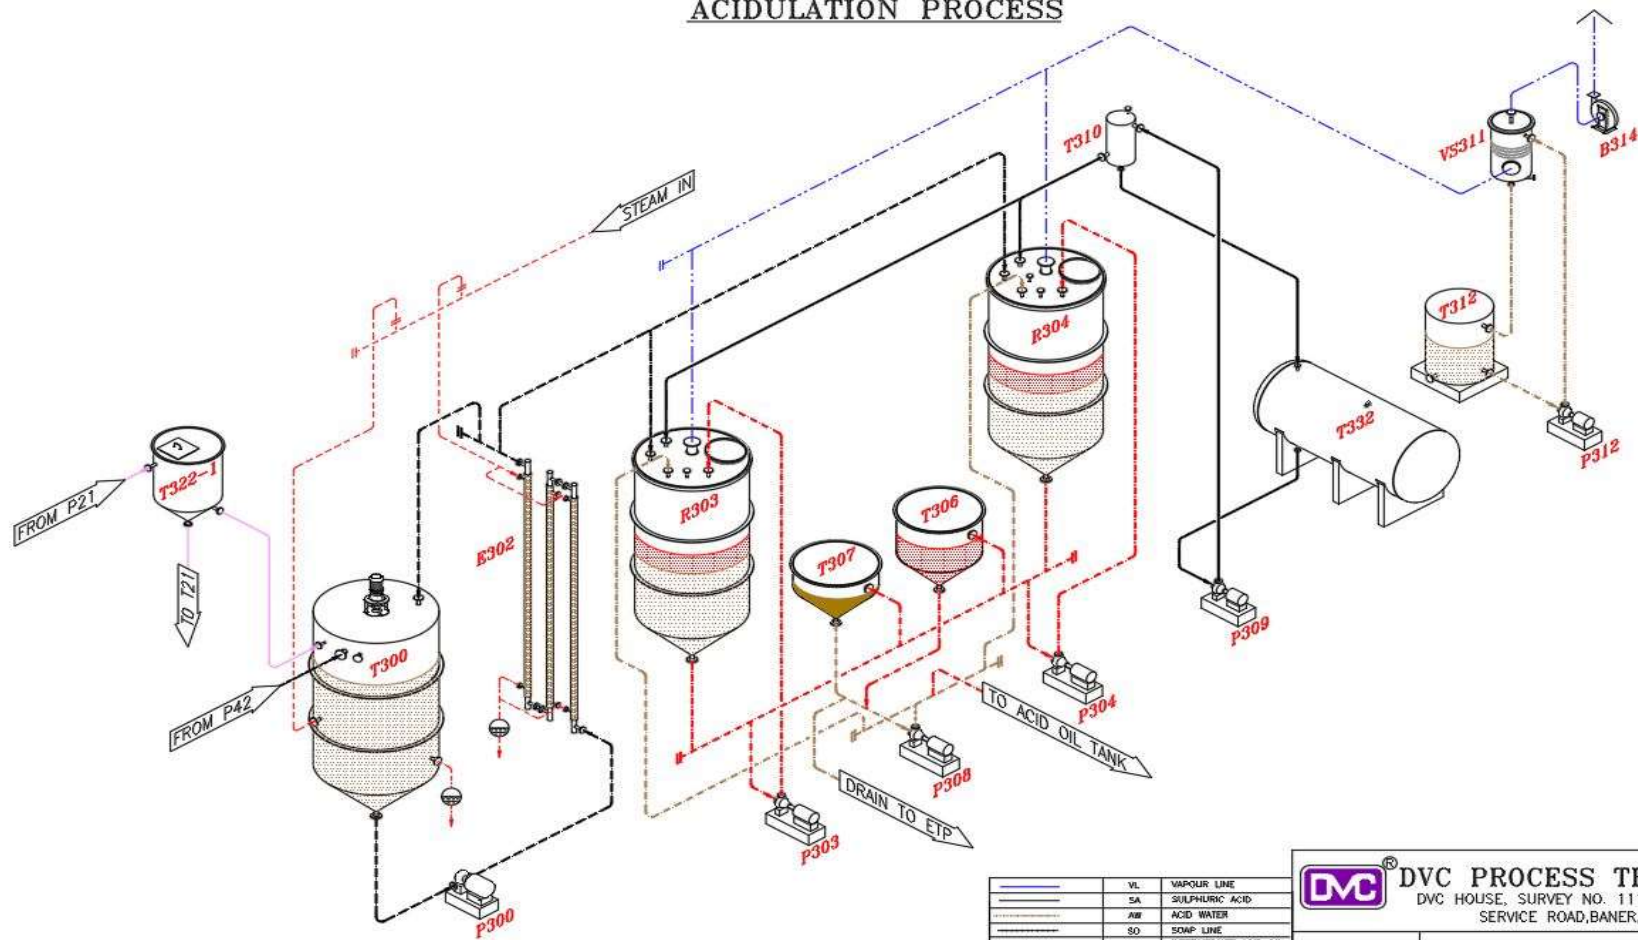 ACIDULATION PROCESS
T310
VS311
B314
STEAM IN
T312
R304
T332
P312
T322-1
FROM P21
R303
T306
E302
T307
TO T21
P309
T300
FROM P42
P304
TO ACID OIL TANK
P308
DRAIN TO ETP
P303
P300
VL VAPOUR LINE
SA SULPHURIC ACID
AW ACID WATER
SO SOAP LINE
DVC ® DVC PROCESS
DVC HOUSE, SURVEY NO. 11
SERVICE ROAD,BANER